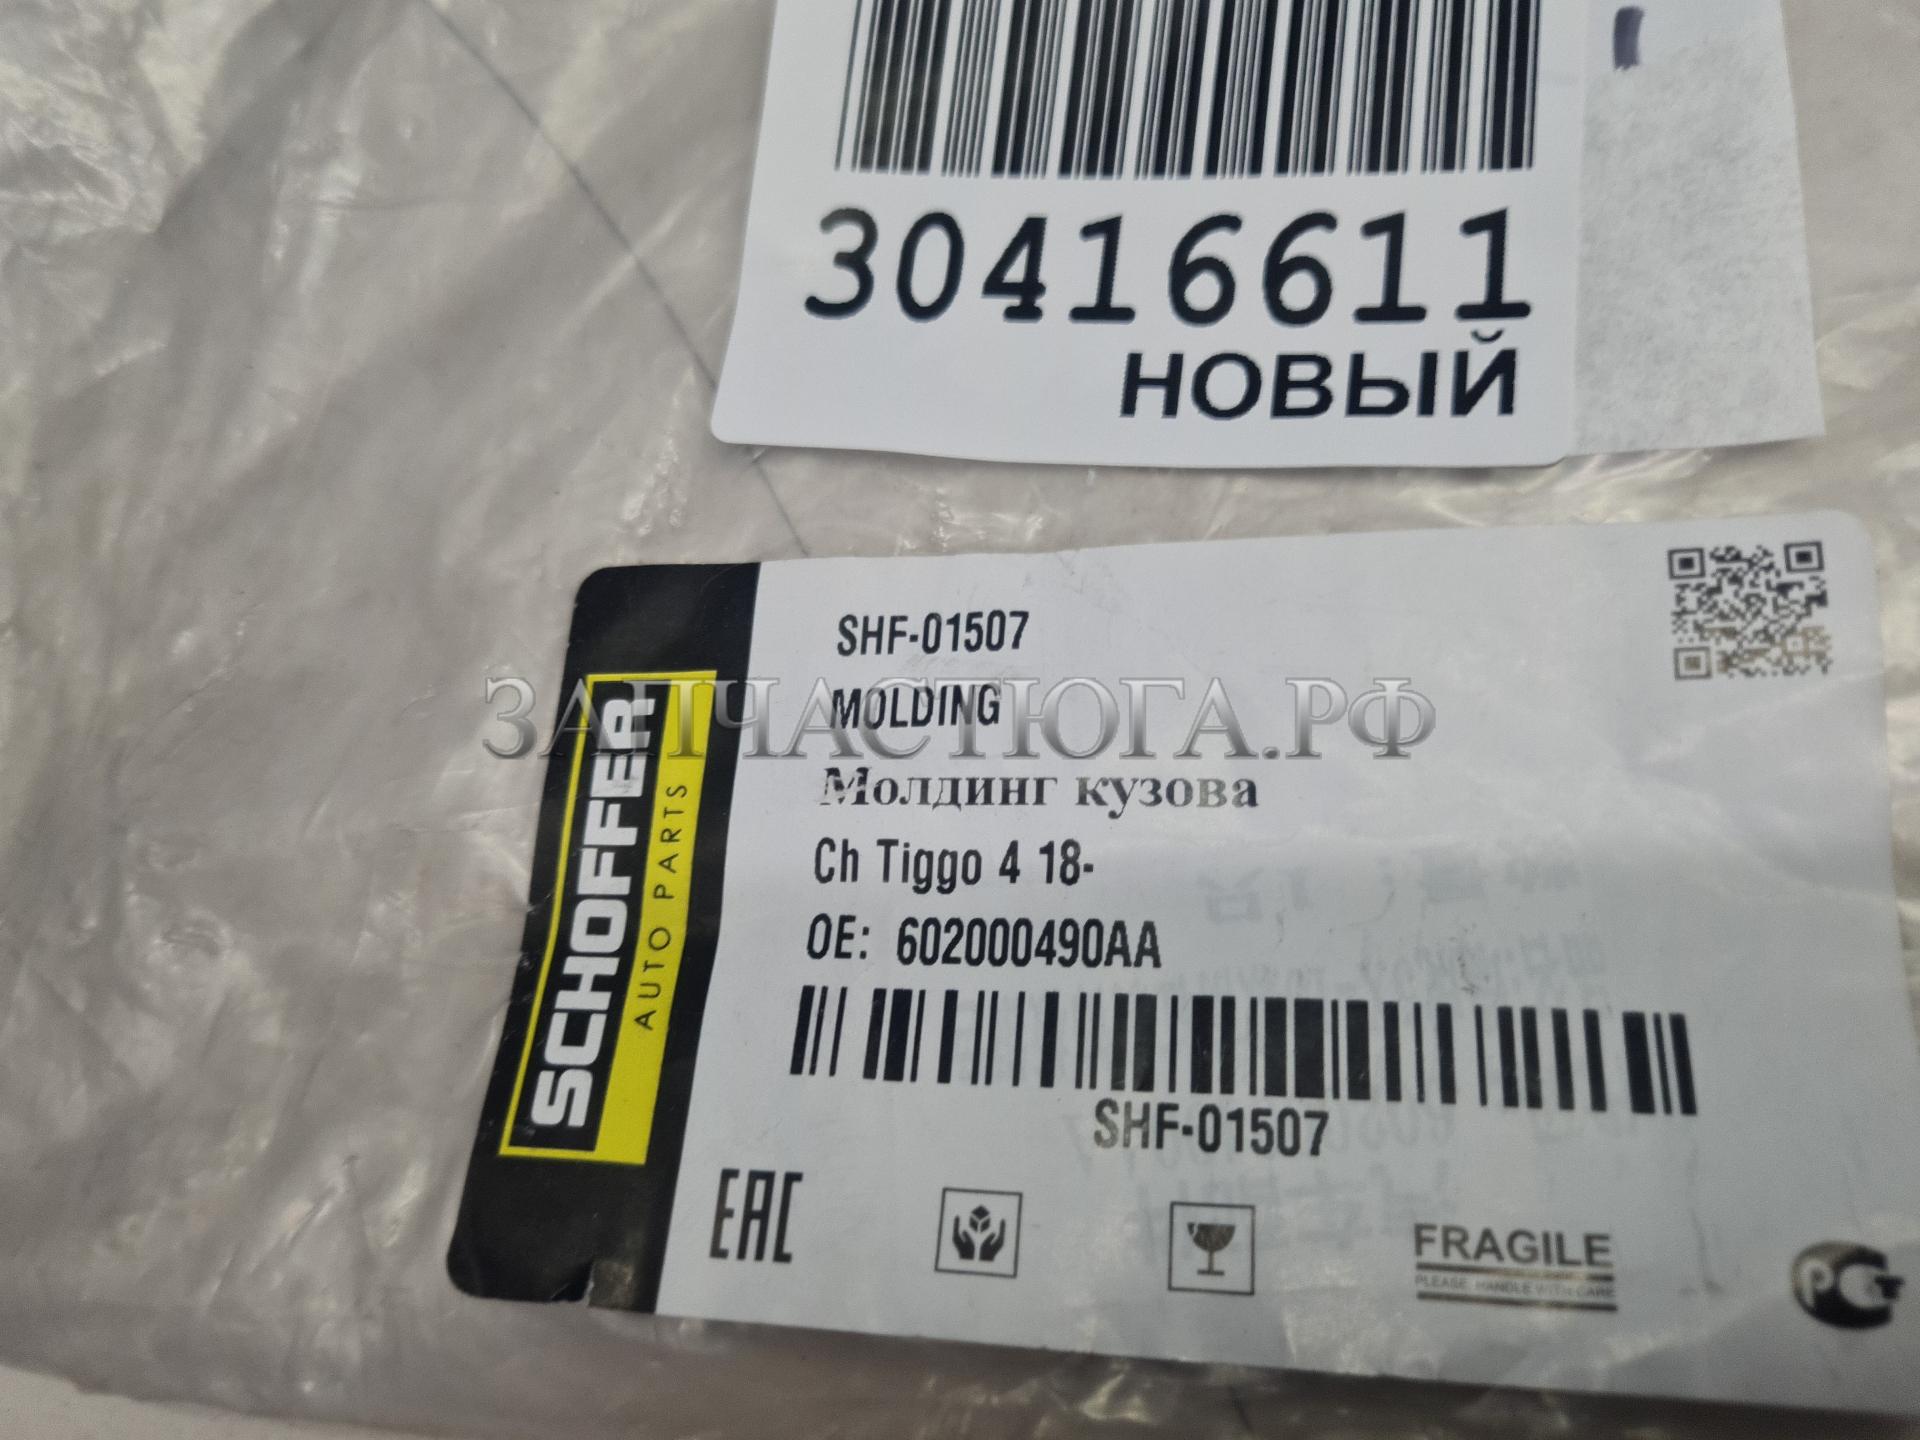 30416611
НОВЫЙ
SHF-01507
MOLDING
Молдинг кузова
Ch Tiggo 4 18-
OE: 602000490AA
SHF-01507
SCHOFFER
AUTO PARTS
ЗАПЧАСТЮГА.РФ
EAC
FRAGILE
PLEASE HANDLE WITH CARE
РСТ